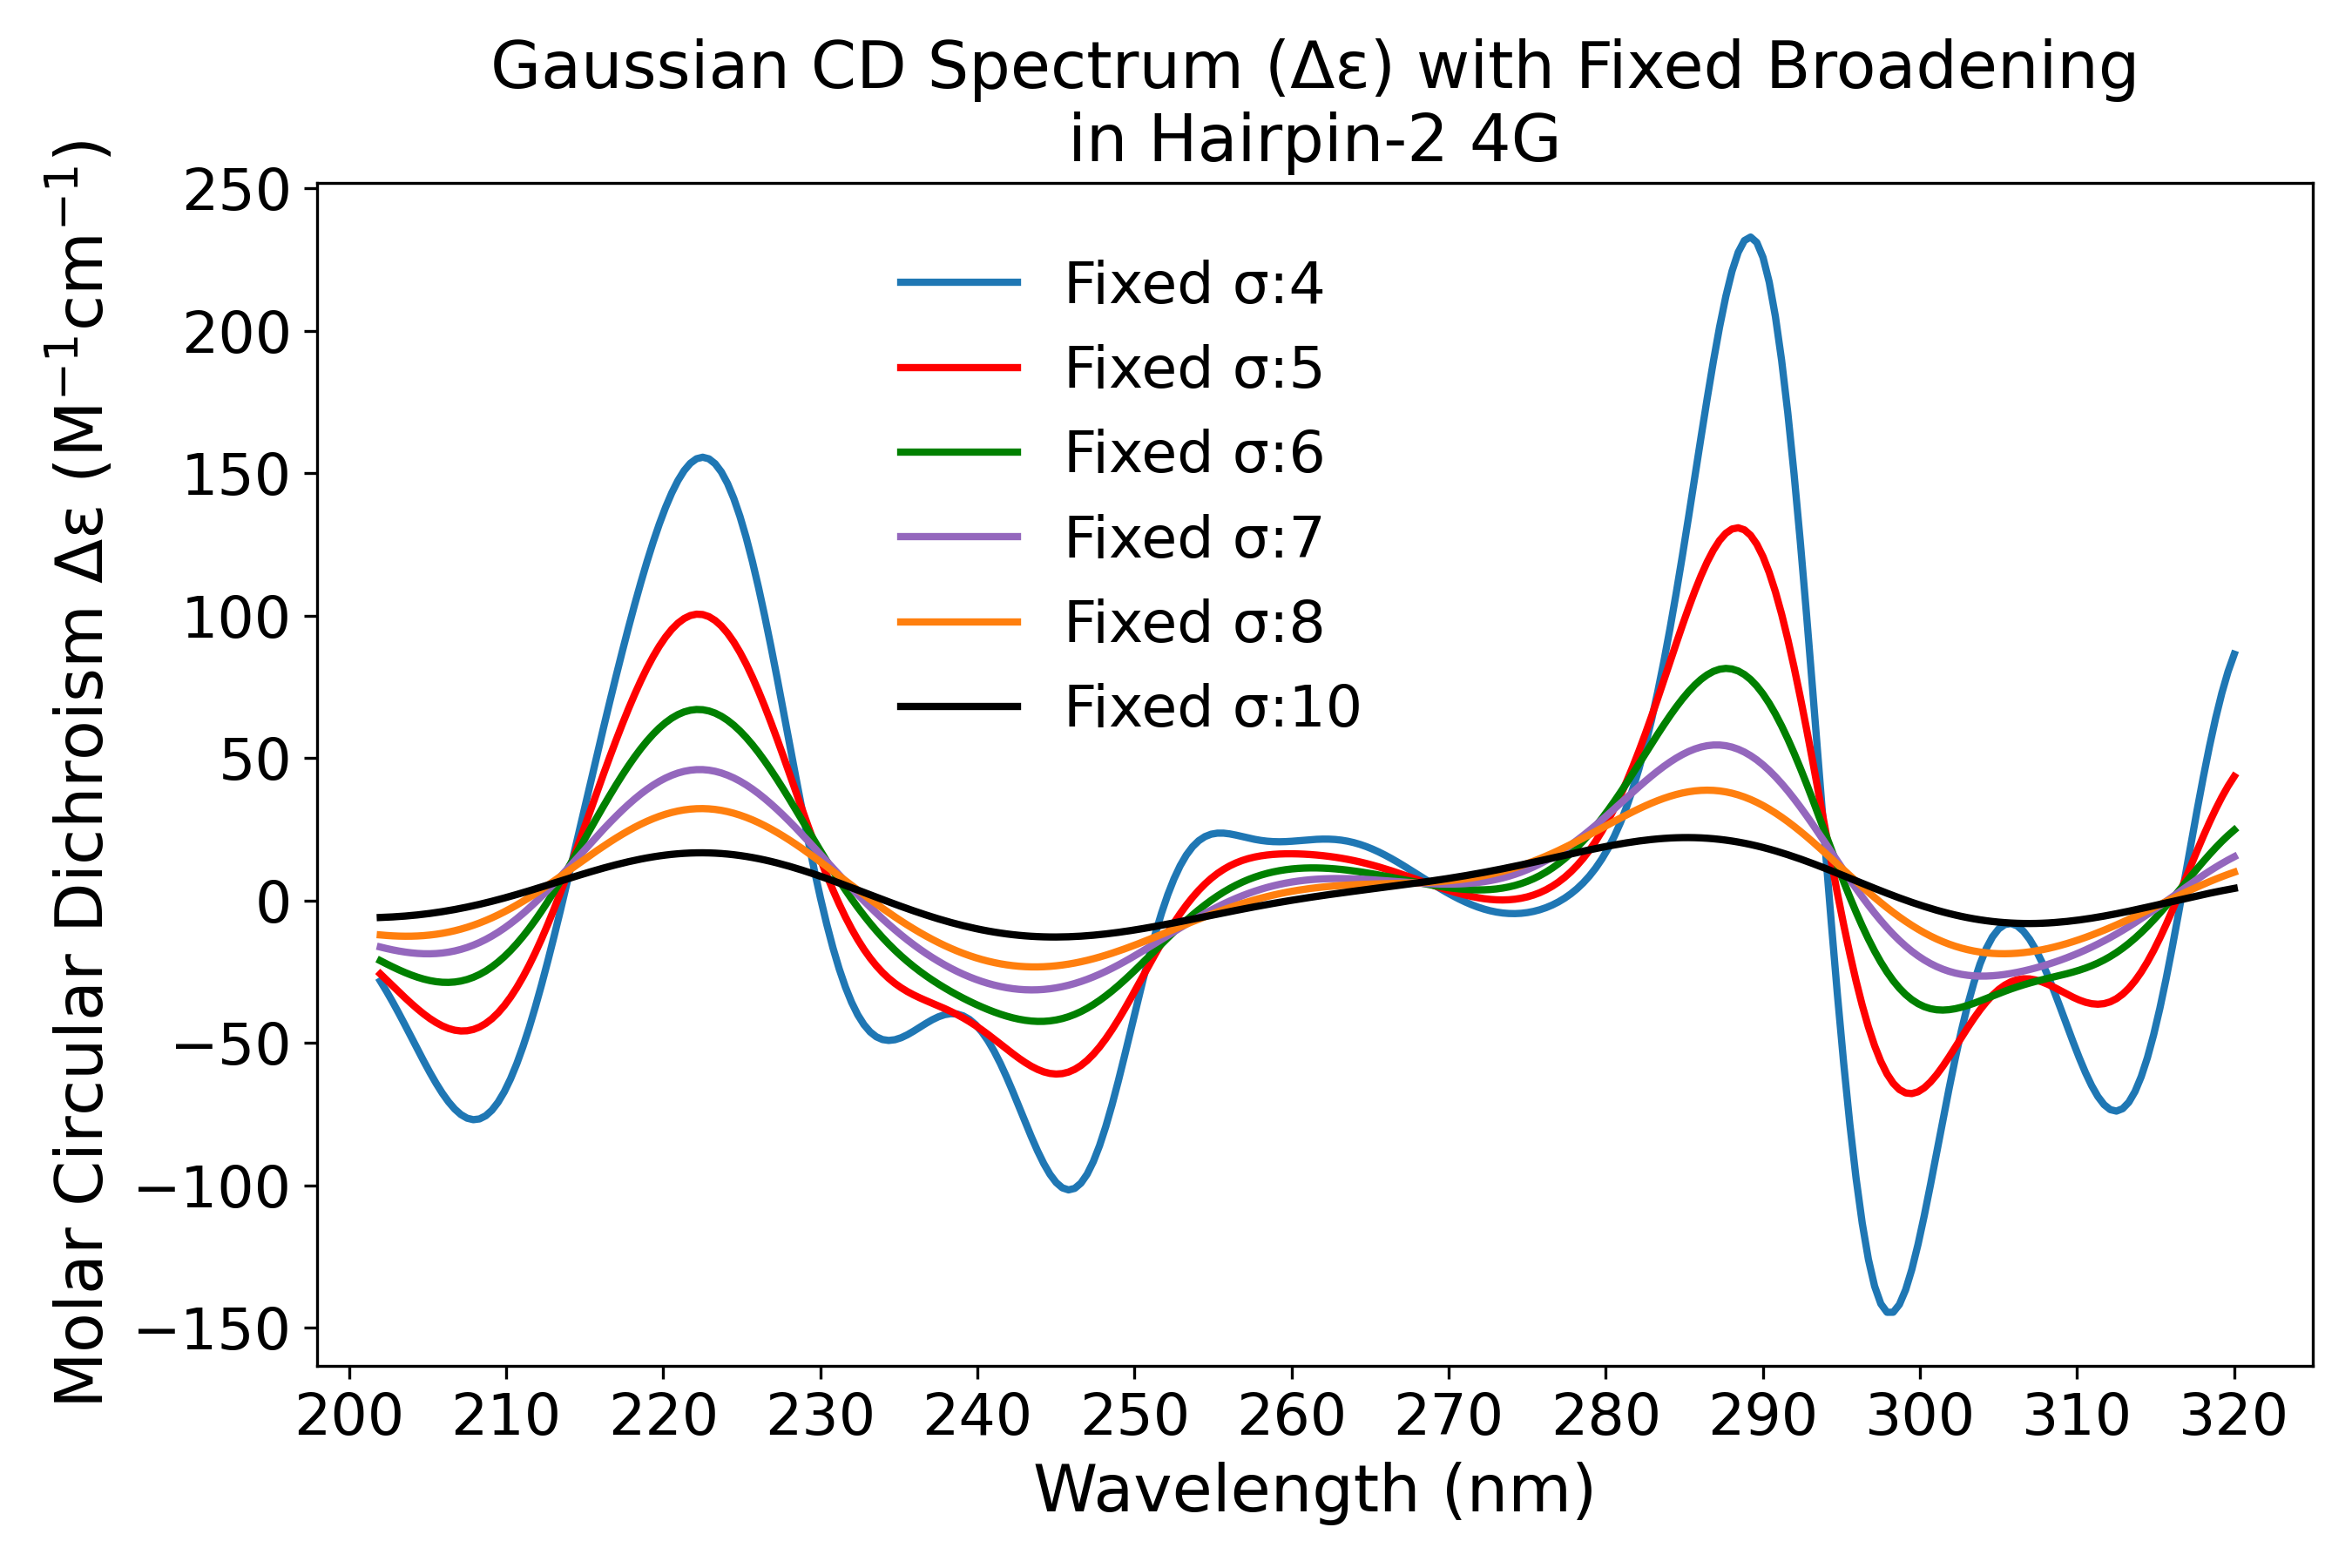 Gaussian CD Spectrum (Δε) with Fixed Broadening
in Hairpin-2 4G
Molar Circular Dichroism Δε (M⁻¹cm⁻¹)
250
200
150
100
50
0
−50
−100
−150
Fixed σ:4
Fixed σ:5
Fixed σ:6
Fixed σ:7
Fixed σ:8
Fixed σ:10
200 210 220 230 240 250 260 270 280 290 300 310 320
Wavelength (nm)